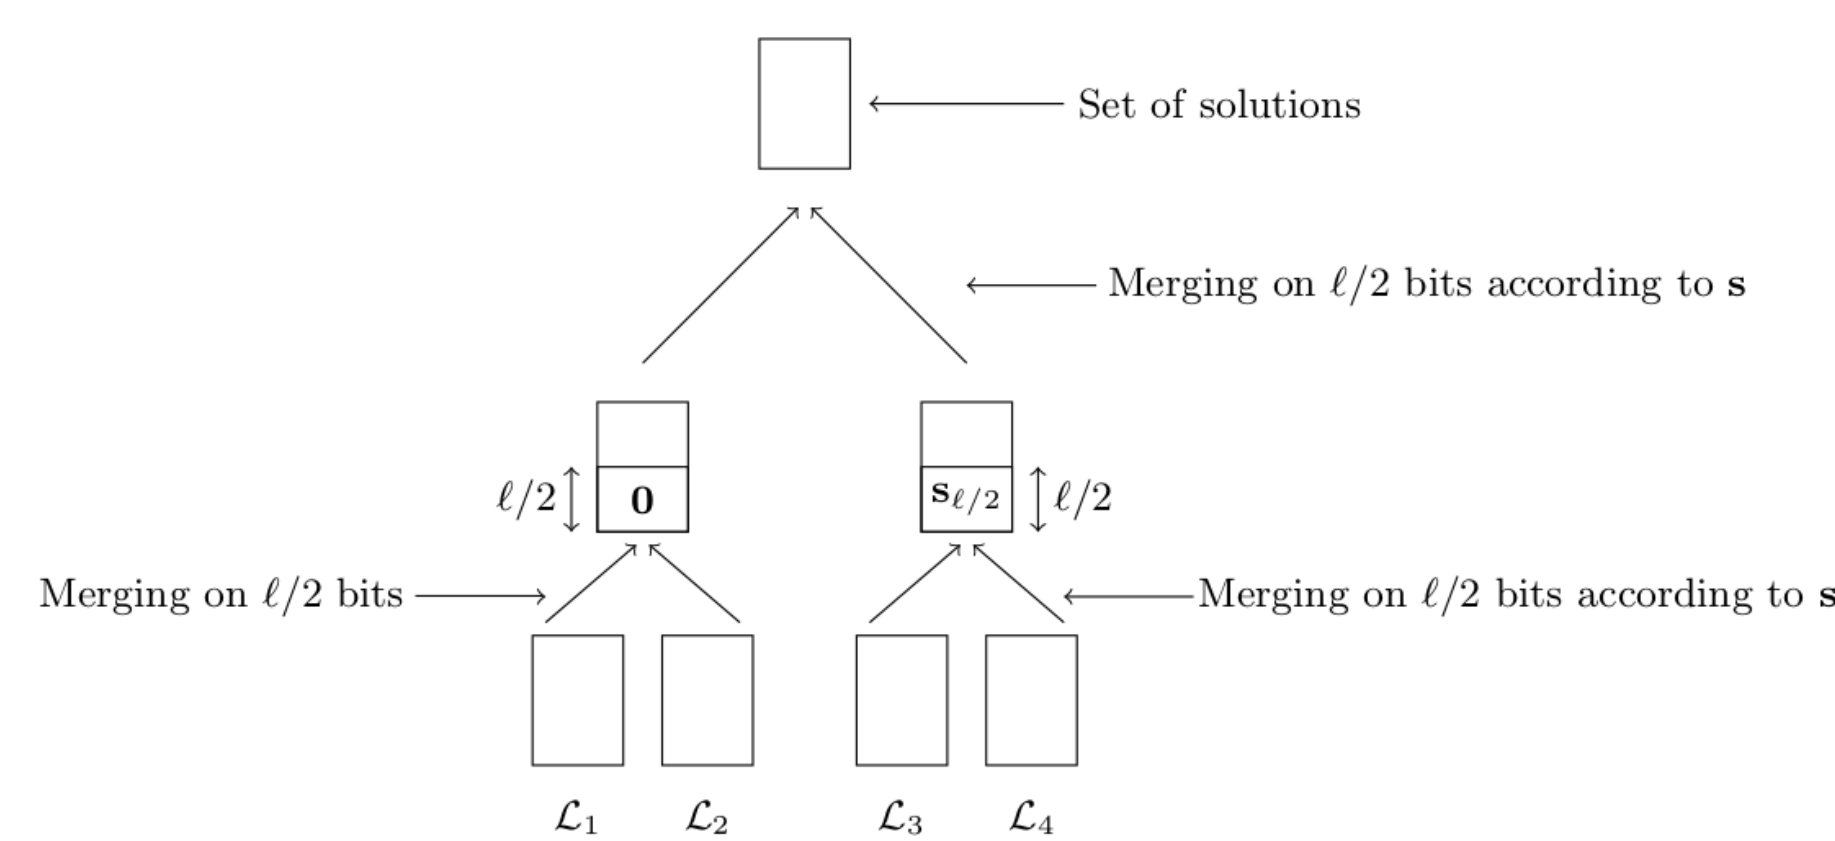 Set of solutions
Merging on ℓ/2 bits according to s
ℓ/2
0
s_{ℓ/2}
ℓ/2
Merging on ℓ/2 bits
Merging on ℓ/2 bits according to s
ℒ₁
ℒ₂
ℒ₃
ℒ₄